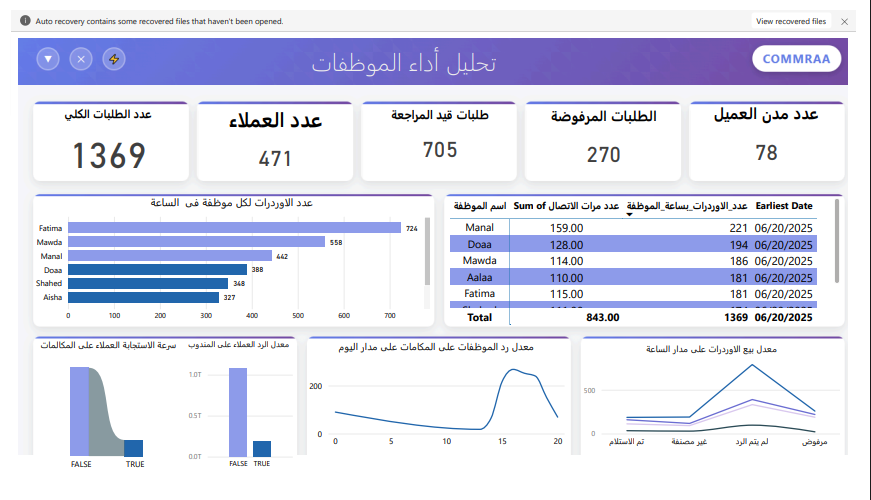 Auto recovery contains some recovered files that haven't been opened.
View recovered files
تحليل أداء الموظفات
COMMRAA
عدد الطلبات الكلي
1369
عدد العملاء
471
طلبات قيد المراجعة
705
الطلبات المرفوضة
270
عدد مدن العميل
78
عدد الاوردرات لكل موظفة فى الساعة
Fatima 724
Mawda 558
Manal 442
Doaa 388
Shahed 348
Aisha 327
0 100 200 300 400 500 600 700
اسم الموظفة Sum of عدد مرات الاتصال عدد_الاوردرات_بساعة_الموظفة Earliest Date
Manal 159.00 221 06/20/2025
Doaa 128.00 194 06/20/2025
Mawda 114.00 186 06/20/2025
Aalaa 110.00 181 06/20/2025
Fatima 115.00 181 06/20/2025
Total 843.00 1369 06/20/2025
سرعة الاستجابة العملاء على المكالمات
FALSE TRUE
معدل الرد العملاء على المندوب
1.0T
0.5T
0.0T
FALSE TRUE
معدل رد الموظفات على المكامات على مدار اليوم
200
0
0 5 10 15 20
معدل بيع الاوردرات على مدار الساعة
500
0
تم الاستلام غير مصنفة لم يتم الرد مرفوض